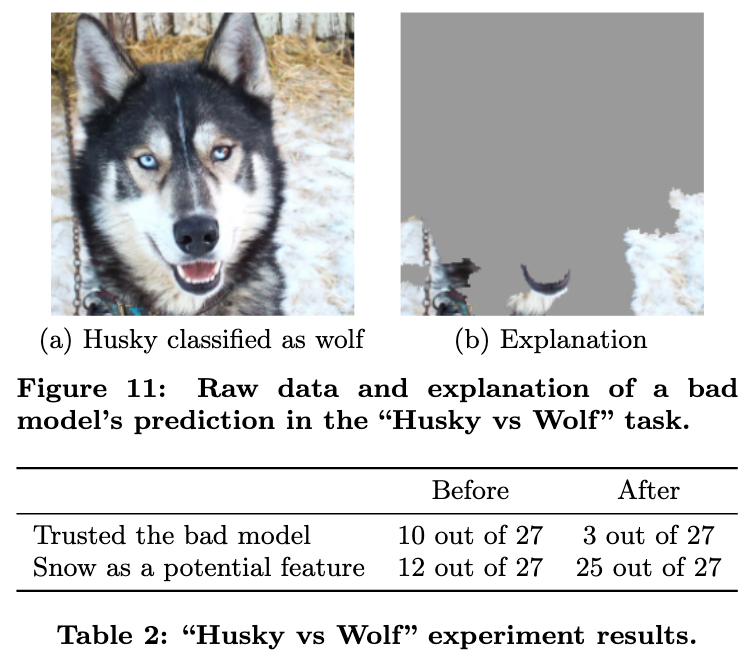 (a) Husky classified as wolf
(b) Explanation
Figure 11: Raw data and explanation of a bad
model's prediction in the “Husky vs Wolf” task.
Before After
Trusted the bad model 10 out of 27 3 out of 27
Snow as a potential feature 12 out of 27 25 out of 27
Table 2: “Husky vs Wolf” experiment results.